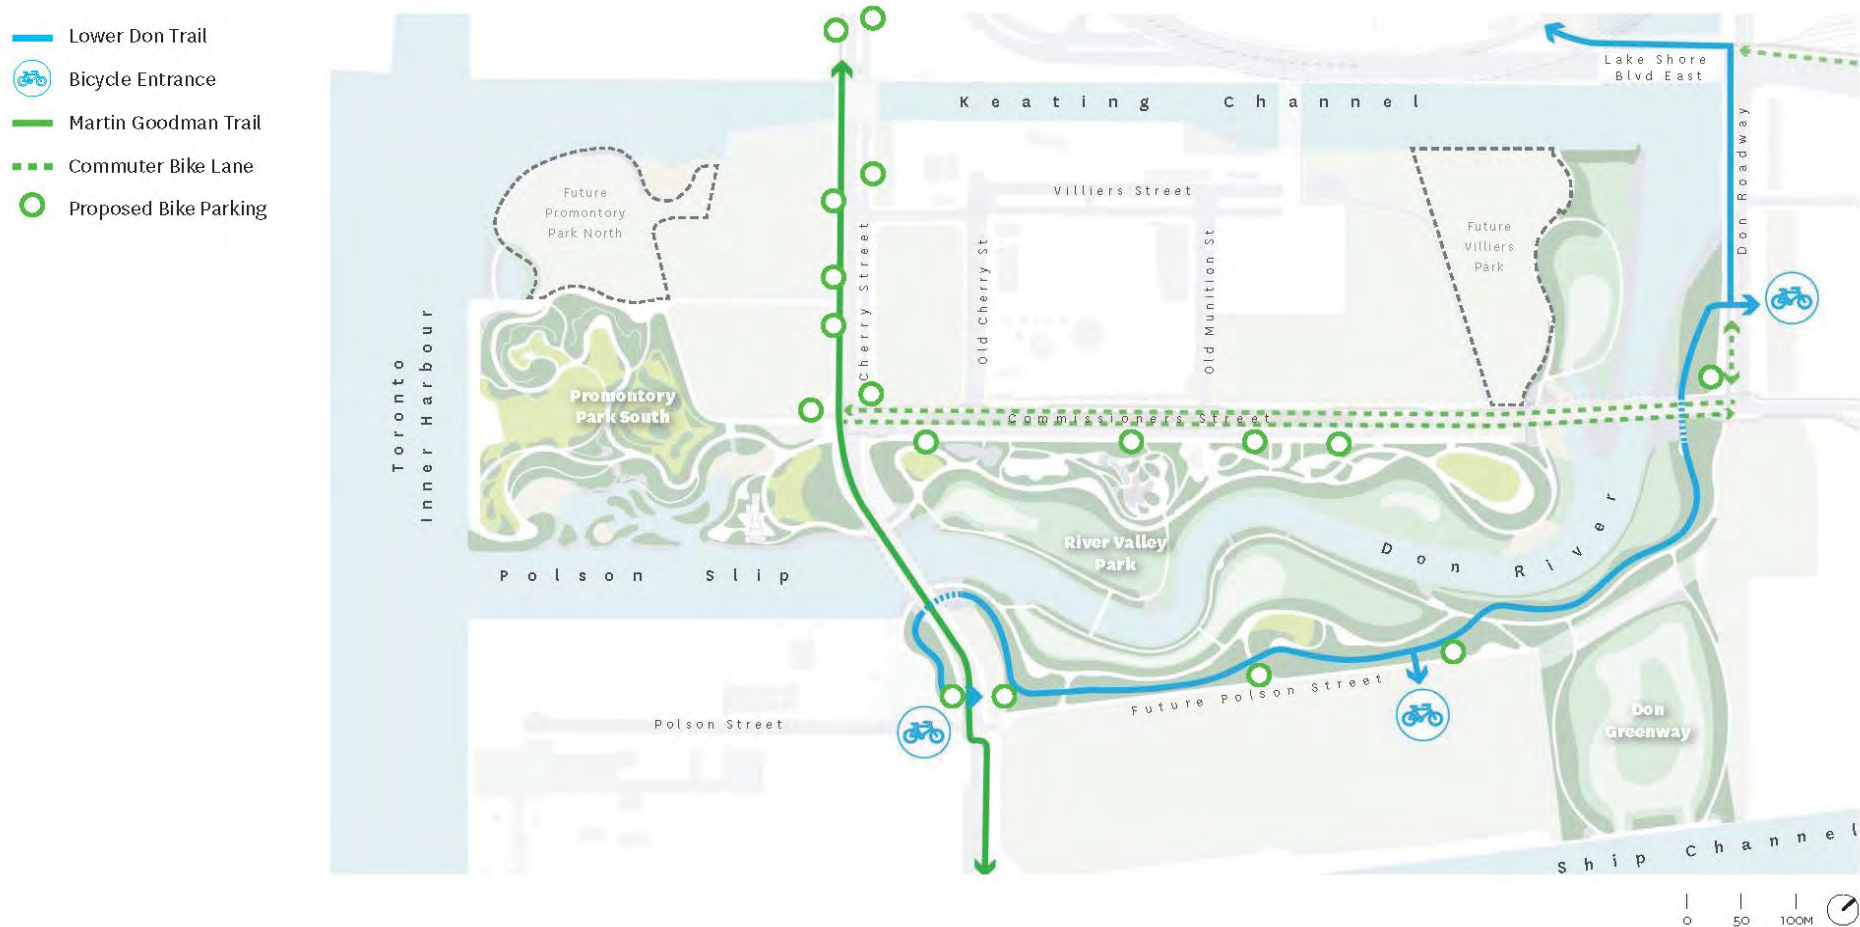 Lower Don Trail
Bicycle Entrance
Martin Goodman Trail
Commuter Bike Lane
Proposed Bike Parking
Lake Shore
Blvd East
Keating Channel
Don Roadway
Villiers Street
Future
Promontory
Park North
Future
Villiers
Park
Cherry Street
Old Cherry St
Old Munition St
Toronto
Inner Harbour
Promontory
Park South
Commissioners Street
River Valley
Park
Don River
Polson Slip
Future Polson Street
Polson Street
Don
Greenway
Ship Channel
0 50 100M